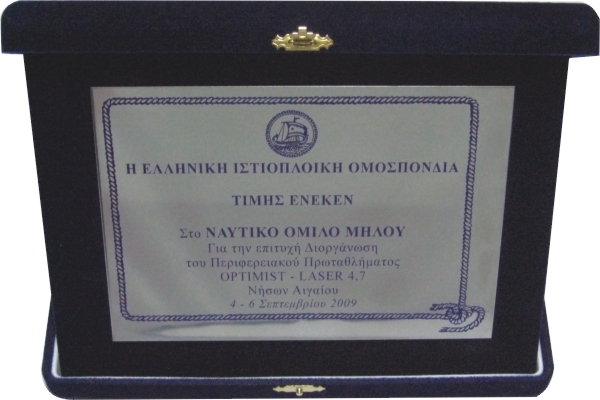 Η ΕΛΛΗΝΙΚΗ ΙΣΤΙΟΠΛΟΙΚΗ ΟΜΟΣΠΟΝΔΙΑ
ΤΙΜΗΣ ΕΝΕΚΕΝ
Στο ΝΑΥΤΙΚΟ ΟΜΙΛΟ ΜΗΛΟΥ
Για την επιτυχή Διοργάνωση
του Περιφερειακού Πρωταθλήματος
OPTIMIST - LASER 4,7
Νήσων Αιγαίου
4 - 6 Σεπτεμβρίου 2009